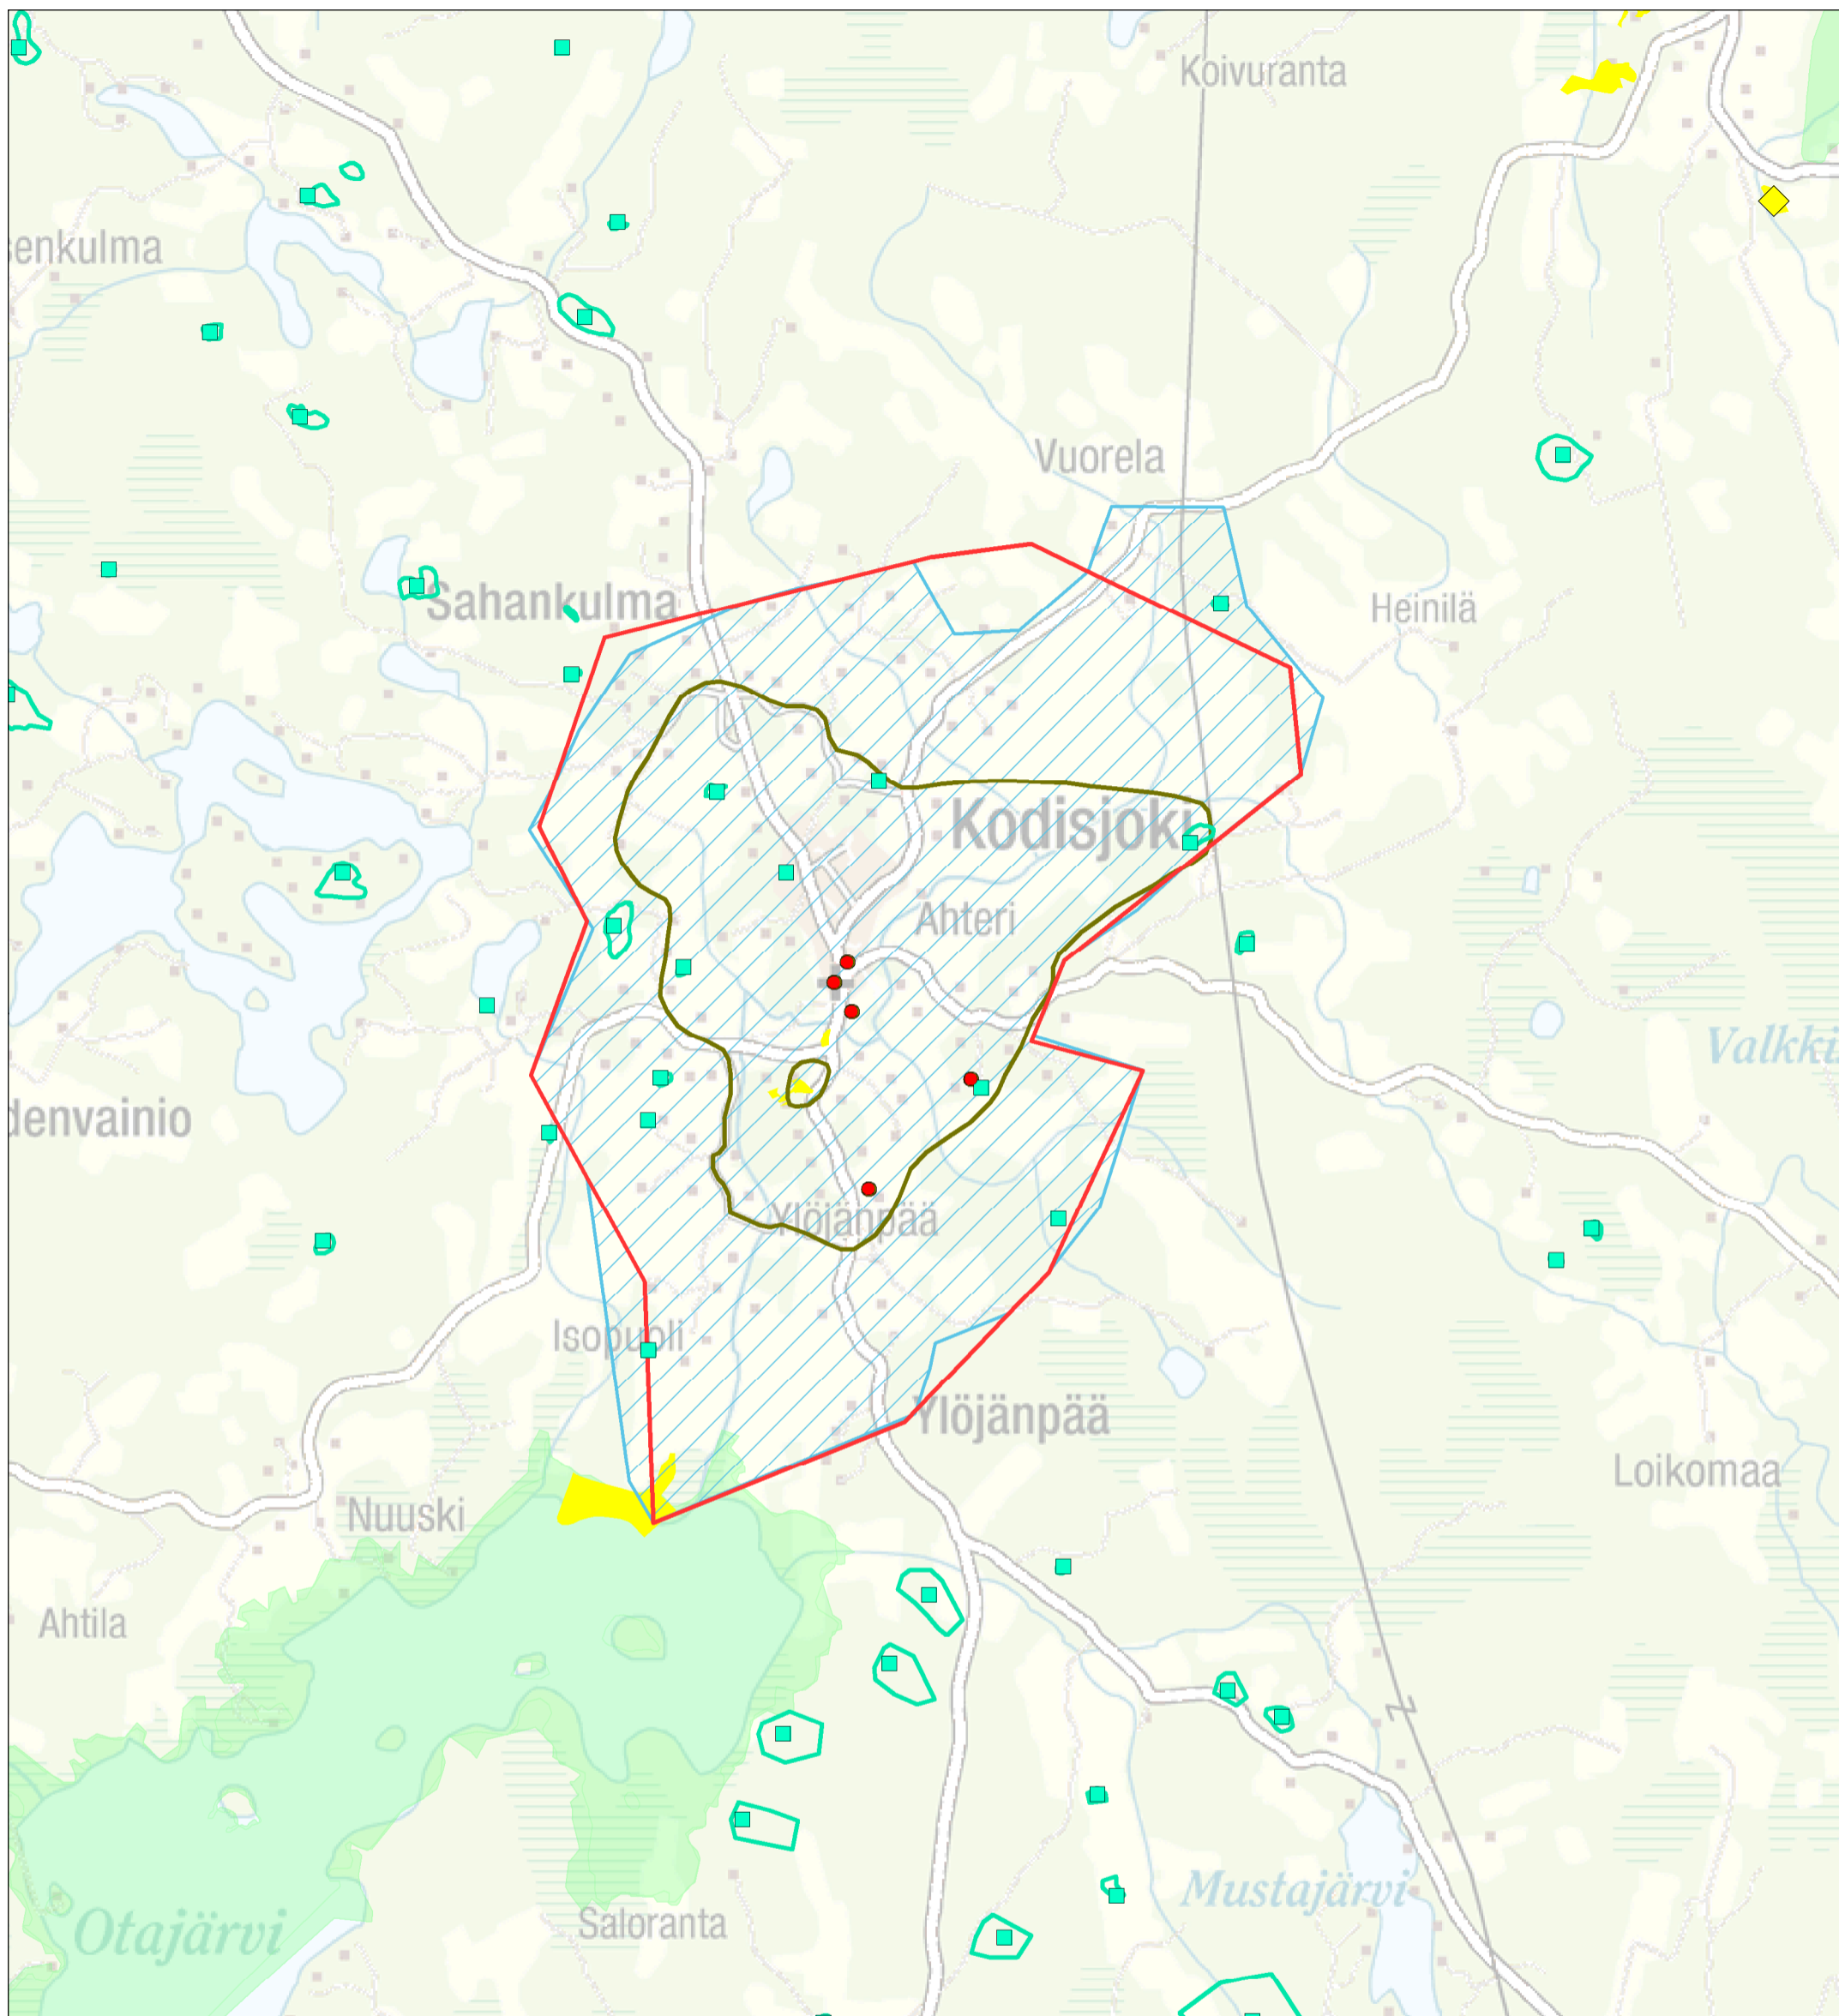 Koivuranta
senkulma
Vuorela
Sahankulma
Heinilä
Kodisjoki
Ahteri
Valkki
denvainio
Ylöjänpää
Isopuoli
Ylöjänpää
Loikomaa
Nuuski
Ahtila
Z
Mustajärvi
Saloranta
Otajärvi